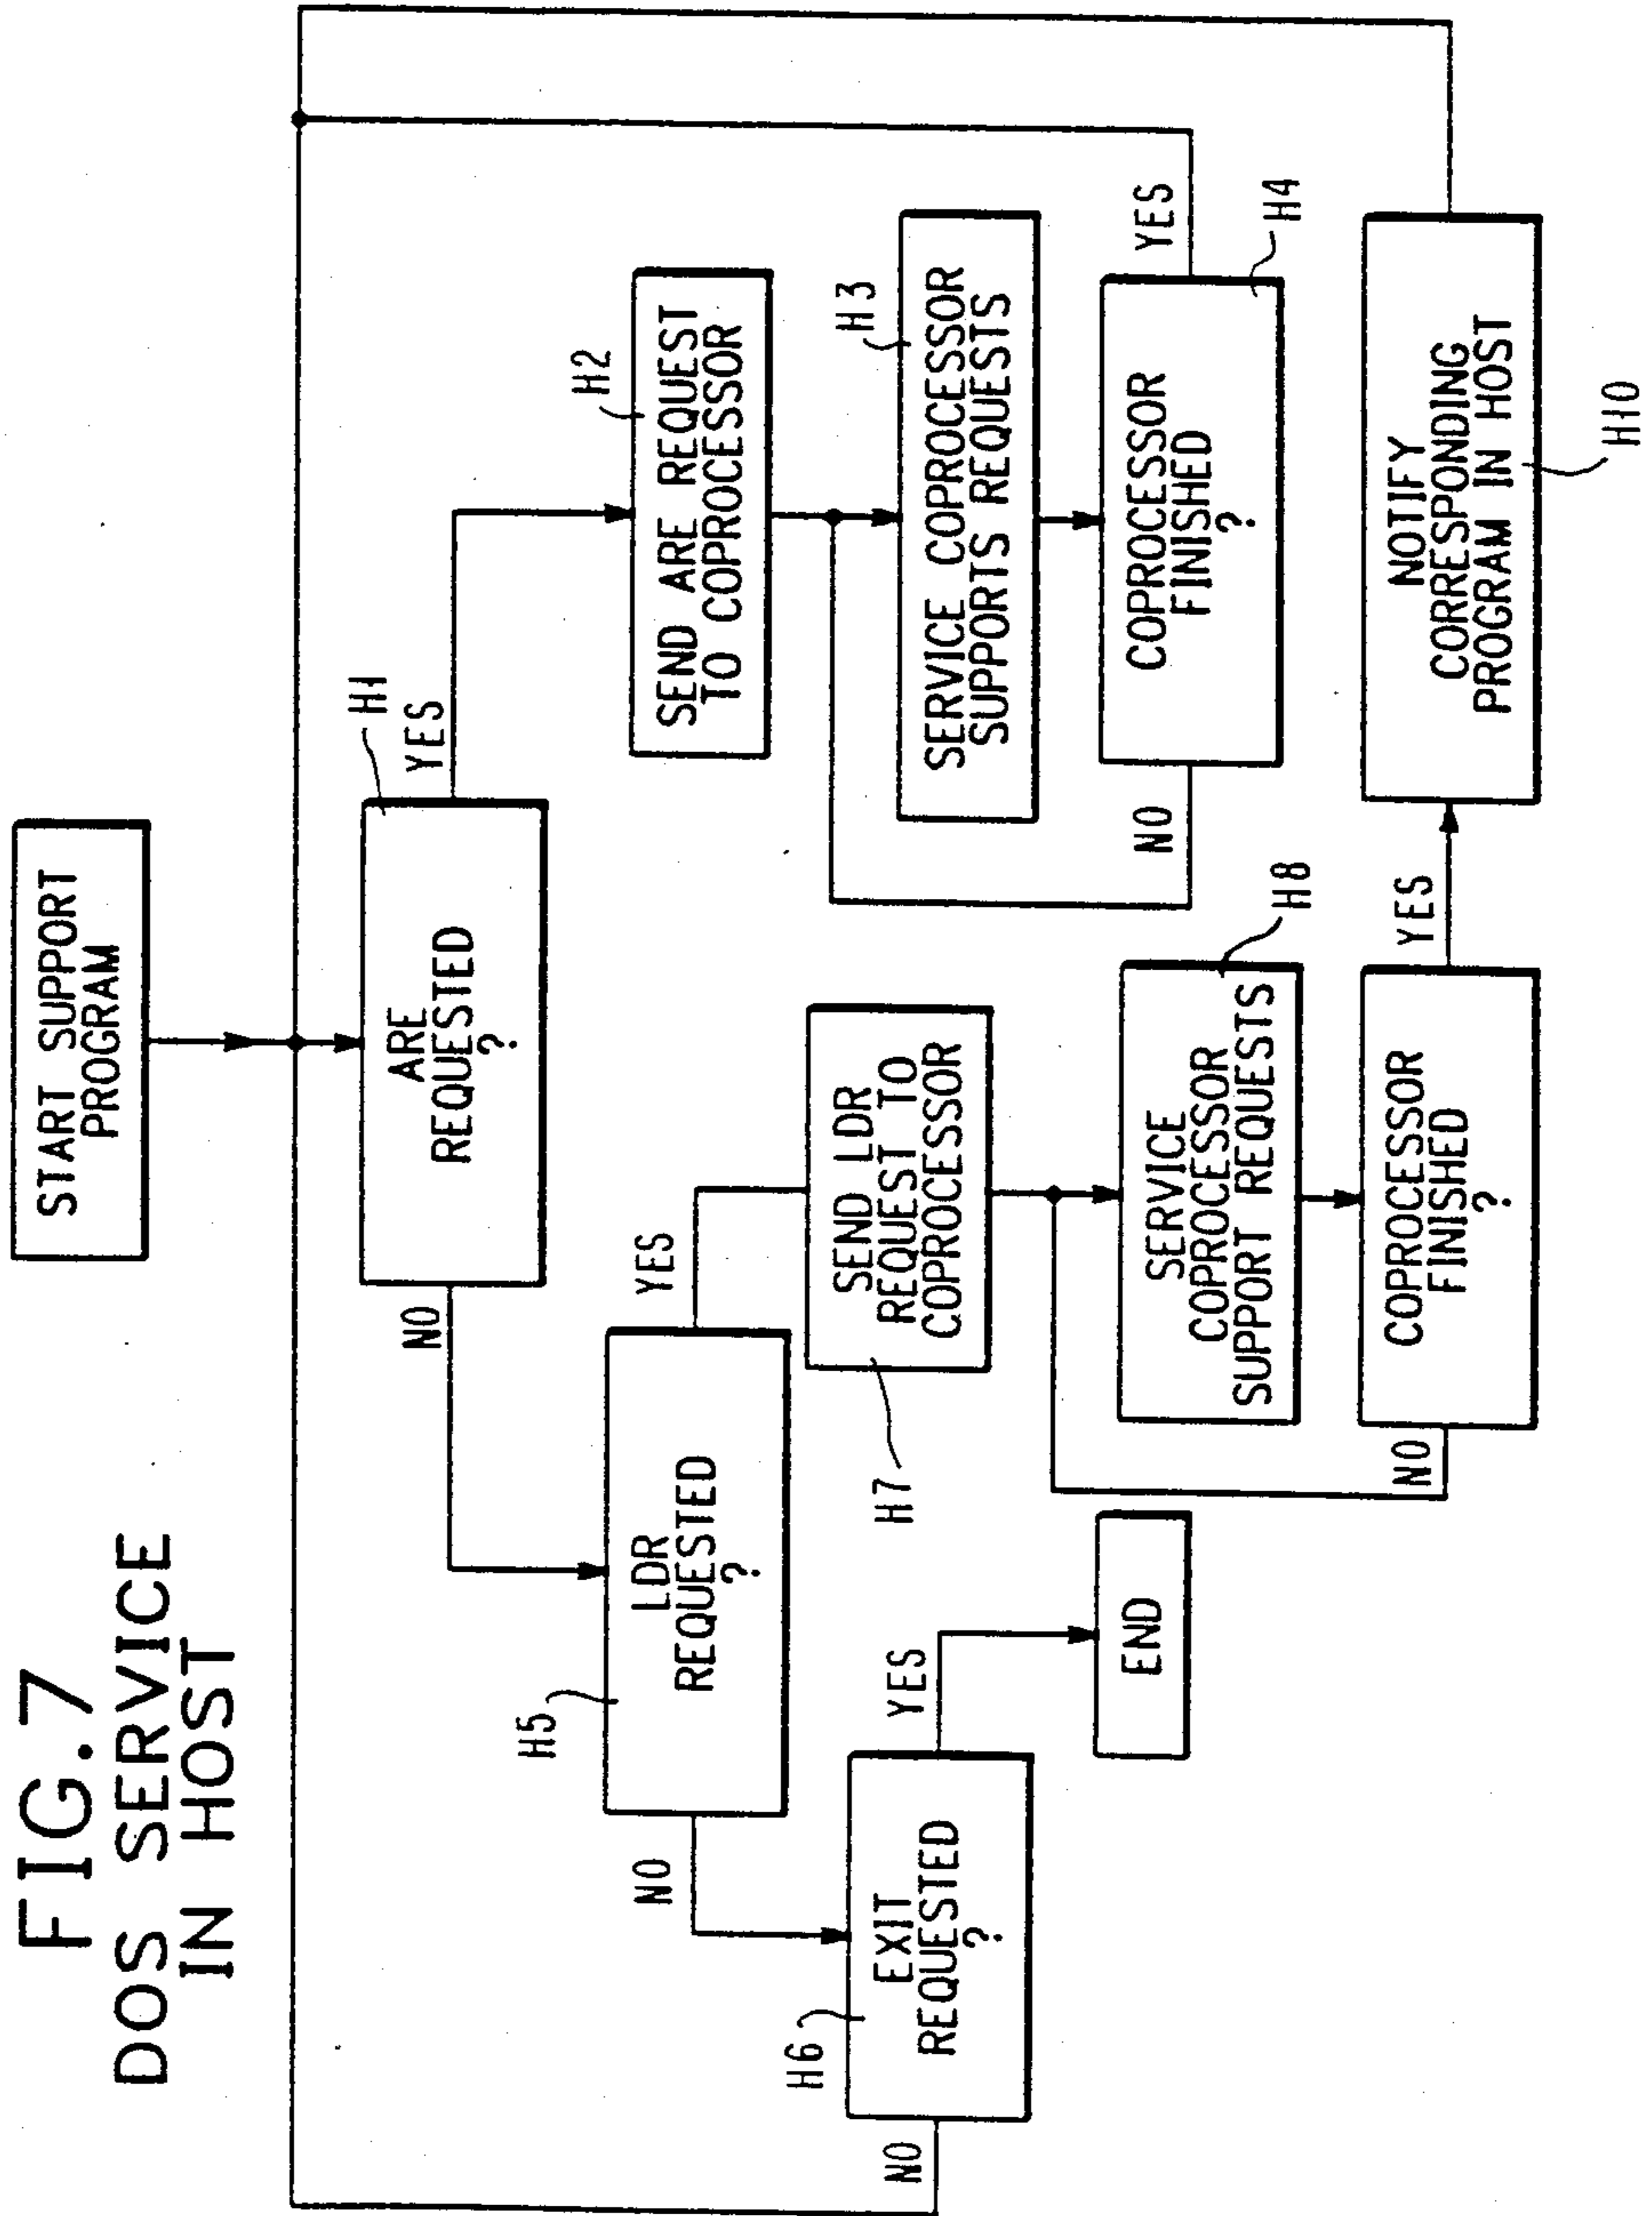 FIG.7
DOS SERVICE
IN HOST
START SUPPORT
PROGRAM
H1
ARE
REQUESTED
?
NO
YES
H5
LDR
REQUESTED
?
NO
YES
H2
SEND ARE REQUEST
TO COPROCESSOR
H6
EXIT
REQUESTED
?
NO
YES
END
H7
SEND LDR
REQUEST TO
COPROCESSOR
H3
SERVICE COPROCESSOR
SUPPORTS REQUESTS
H8
SERVICE
COPROCESSOR
SUPPORT REQUESTS
COPROCESSOR
FINISHED
?
NO
YES
H4
COPROCESSOR
FINISHED
?
NO
YES
NOTIFY
CORRESPONDING
PROGRAM IN HOST
H10